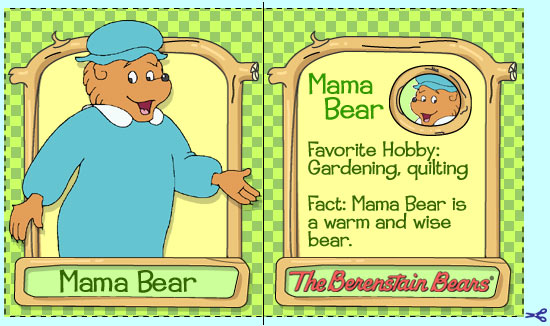 Mama Bear
Mama
Bear
Favorite Hobby:
Gardening, quilting
Fact: Mama Bear is
a warm and wise
bear.
The Berenstain Bears®